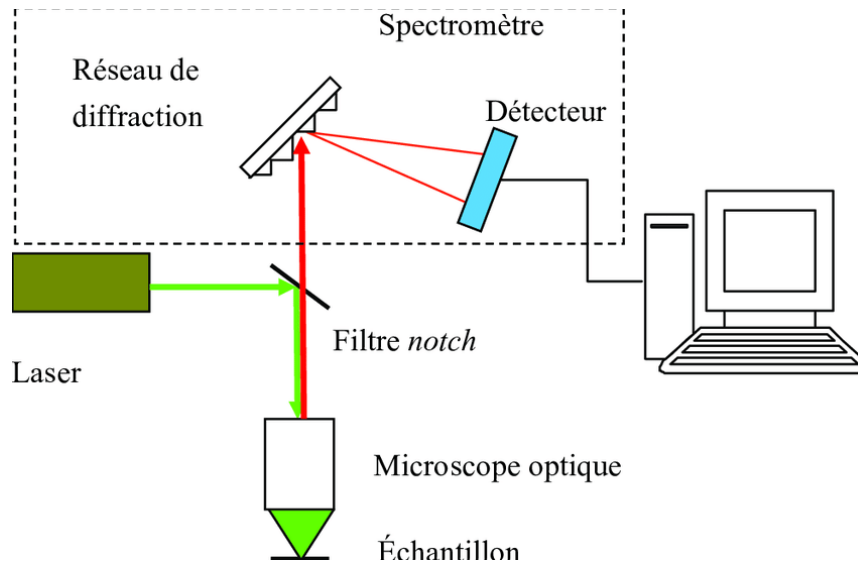 Spectromètre
Réseau de
diffraction
Détecteur
Filtre notch
Laser
Microscope optique
Échantillon